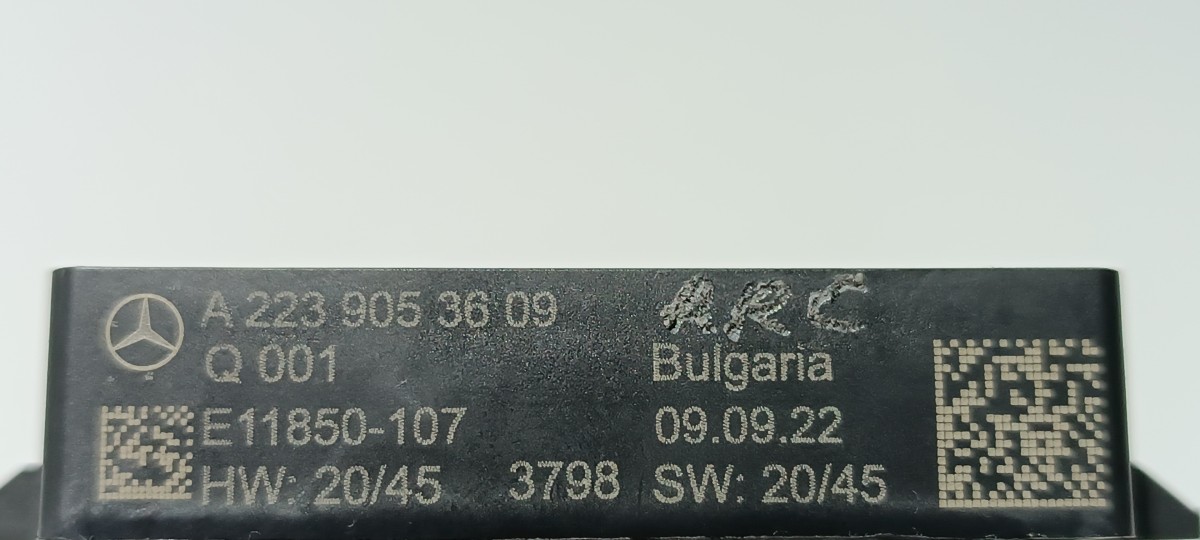 A 223 905 36 09
ARC
Q 001
Bulgaria
E11850-107
09.09.22
HW: 20/45
3798
SW: 20/45